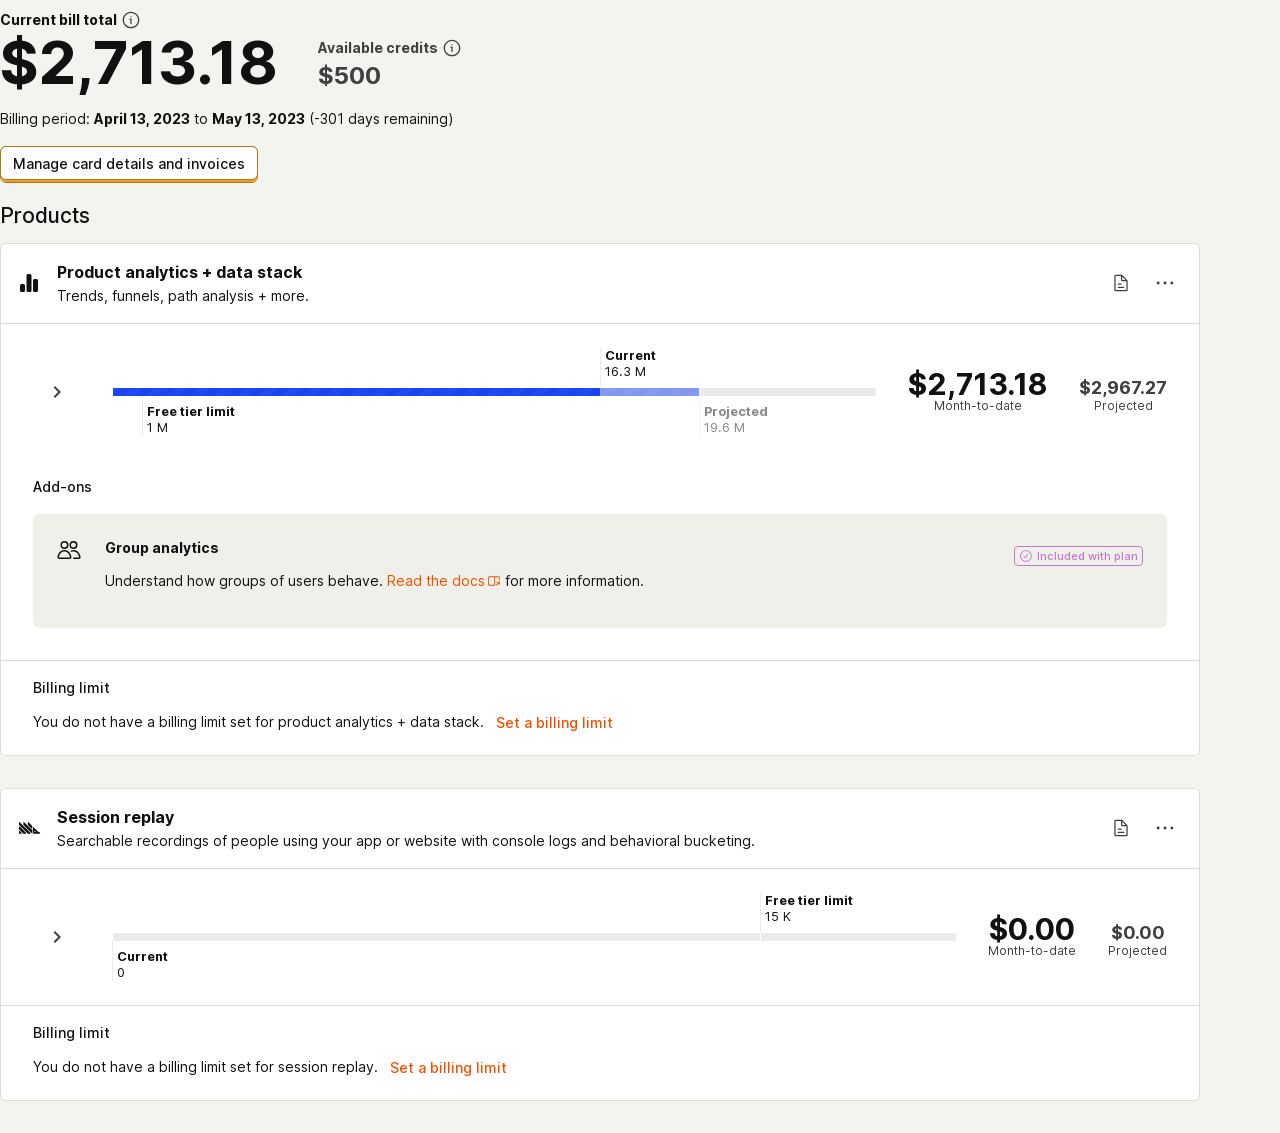 Current bill total
$2,713.18
Available credits
$500
Billing period: April 13, 2023 to May 13, 2023 (-301 days remaining)
Manage card details and invoices
Products
Product analytics + data stack
Trends, funnels, path analysis + more.
Current
16.3 M
Free tier limit
1 M
Projected
19.6 M
$2,713.18
Month-to-date
$2,967.27
Projected
Add-ons
Group analytics
Included with plan
Understand how groups of users behave. Read the docs for more information.
Billing limit
You do not have a billing limit set for product analytics + data stack. Set a billing limit
Session replay
Searchable recordings of people using your app or website with console logs and behavioral bucketing.
Free tier limit
15 K
Current
0
$0.00
Month-to-date
$0.00
Projected
Billing limit
You do not have a billing limit set for session replay. Set a billing limit